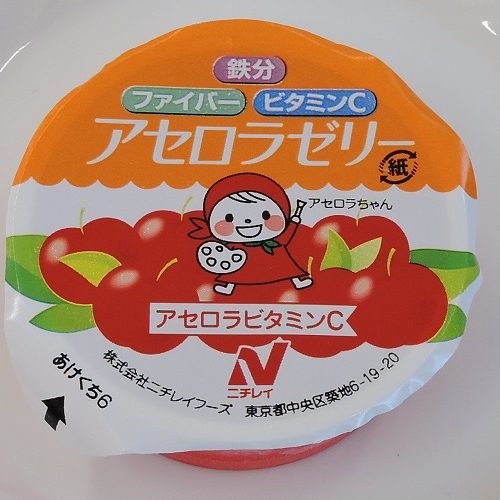 鉄分
ファイバー ビタミンC
アセロラゼリー
紙
アセロラちゃん
アセロラビタミンC
N
ニチレイ
あけくち6
株式会社ニチレイフーズ 東京都中央区築地6-19-20